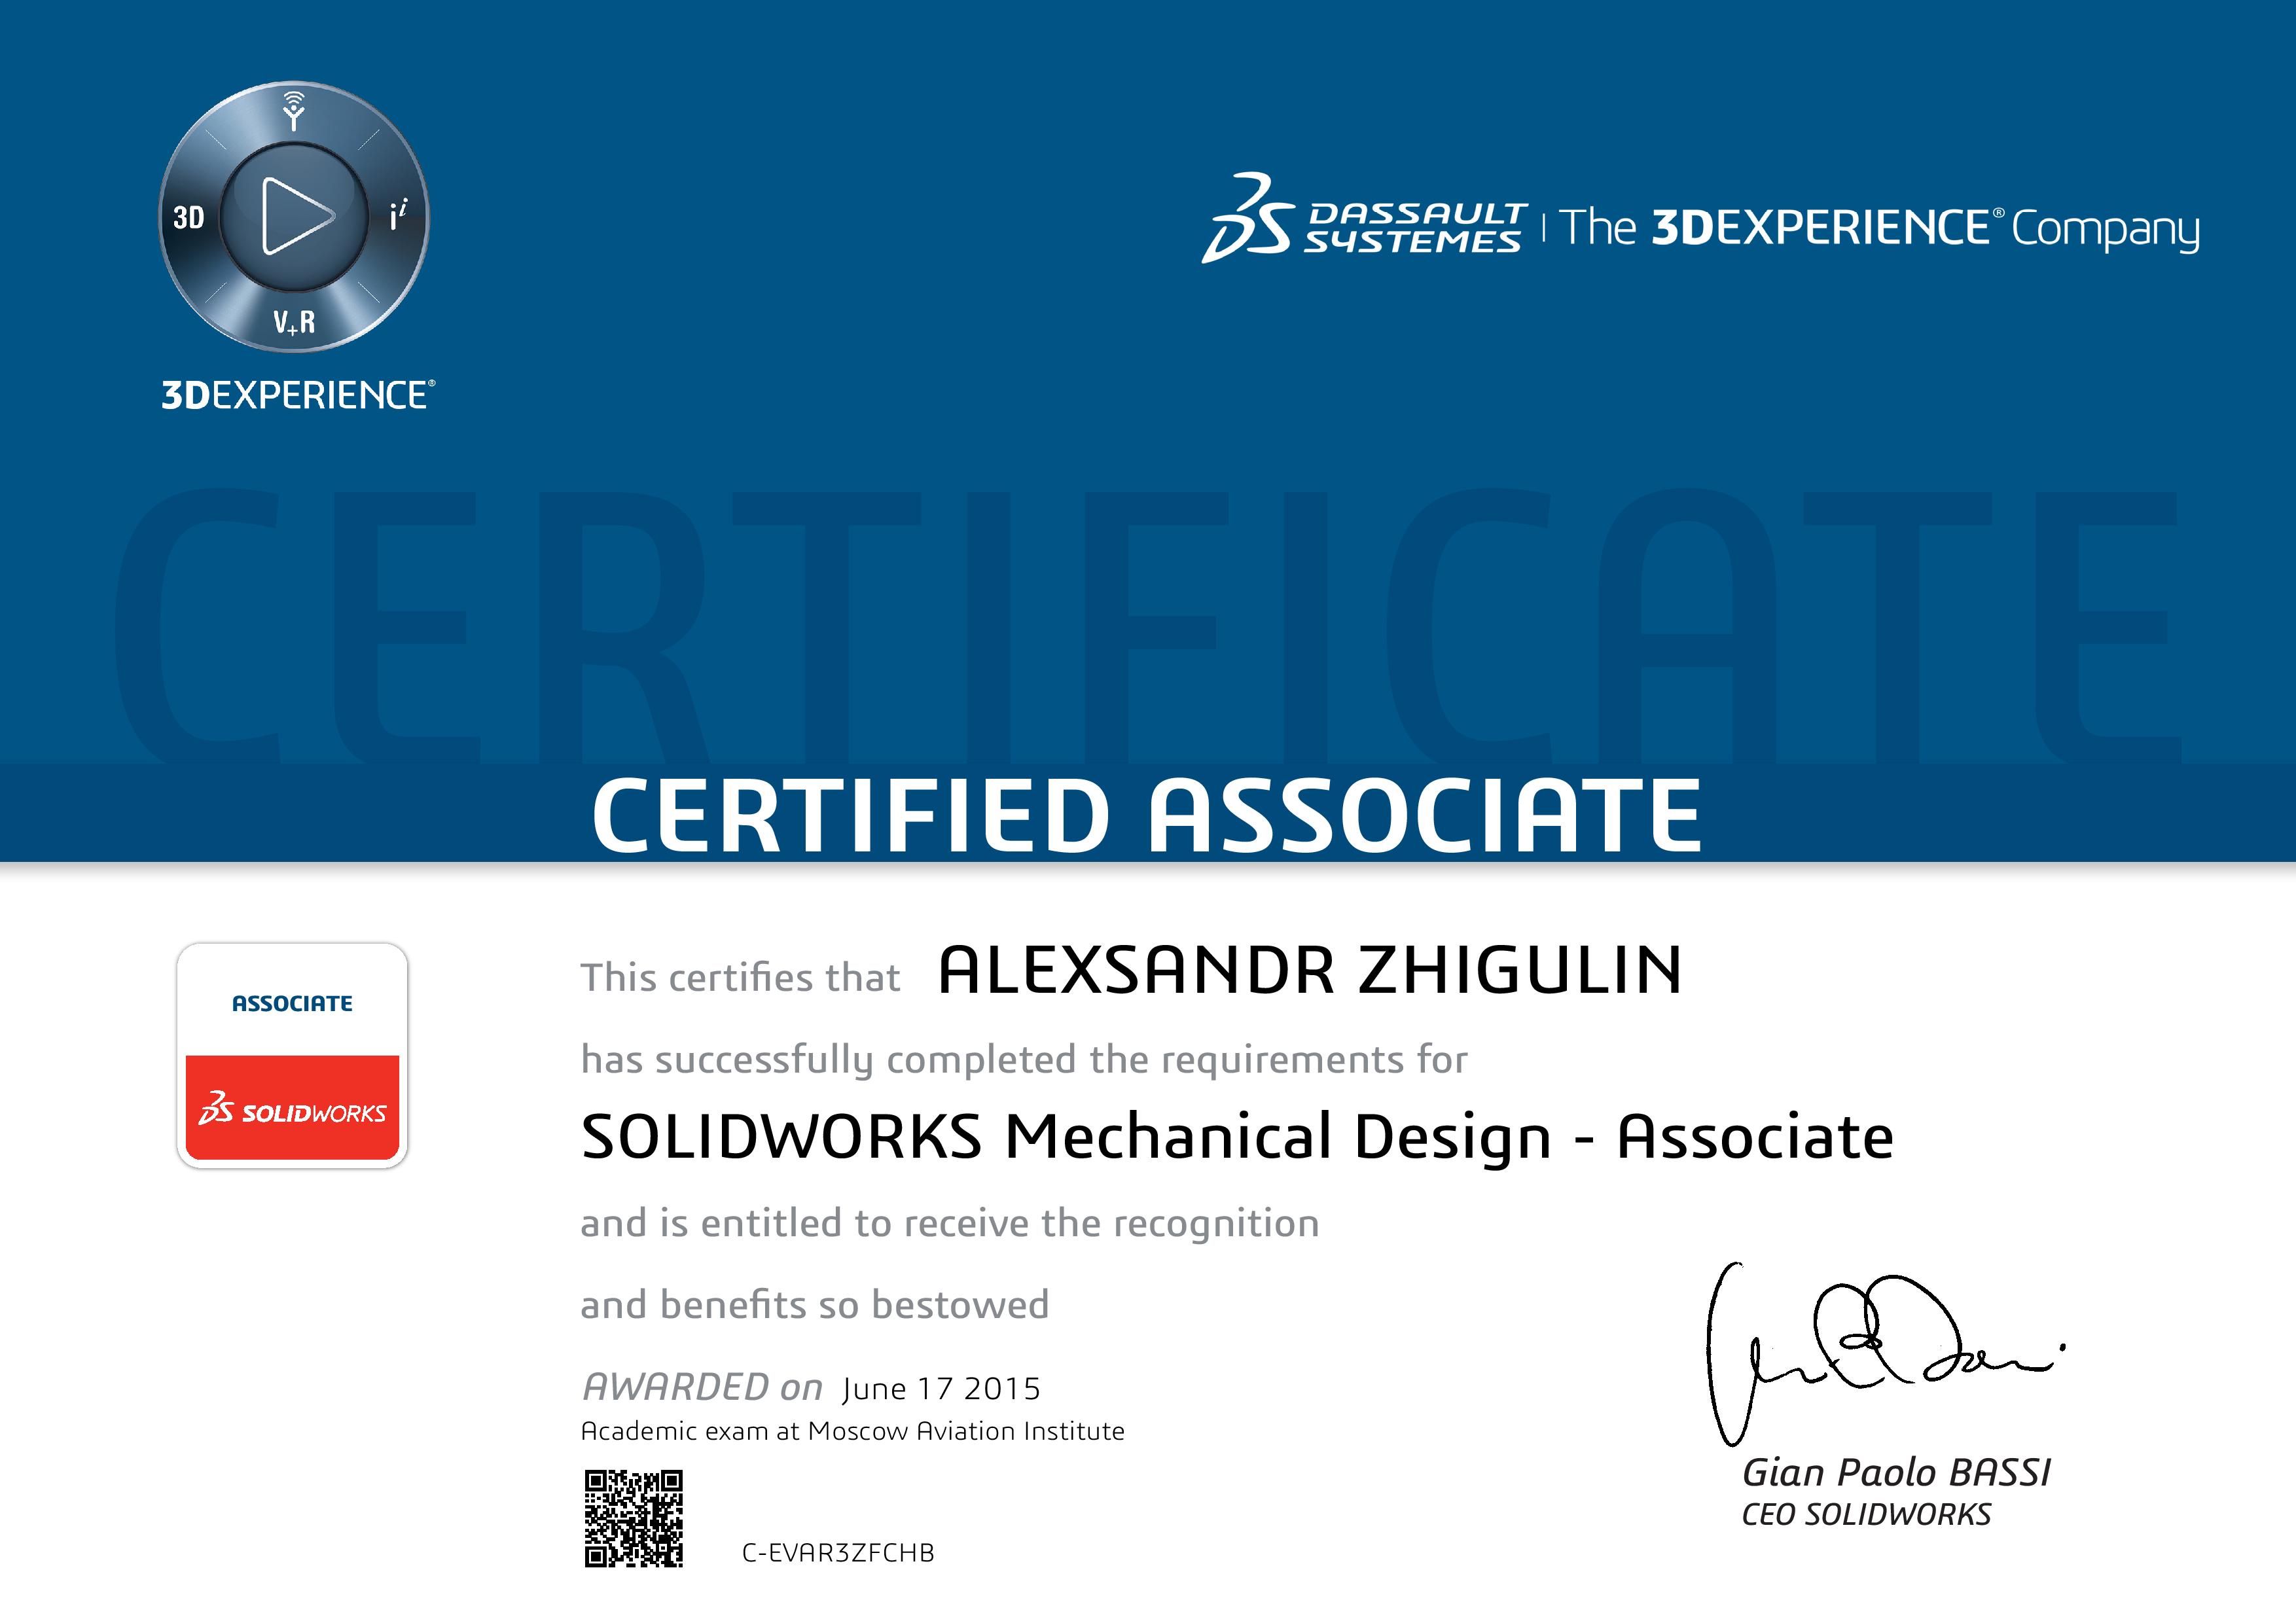 3D
i i
V+R
3DEXPERIENCE®
DASSAULT SYSTEMES | The 3DEXPERIENCE® Company
CERTIFICATE
CERTIFIED ASSOCIATE
ASSOCIATE
SOLIDWORKS
This certifies that ALEXSANDR ZHIGULIN
has successfully completed the requirements for
SOLIDWORKS Mechanical Design - Associate
and is entitled to receive the recognition
and benefits so bestowed
AWARDED on June 17 2015
Academic exam at Moscow Aviation Institute
C-EVAR3ZFCHB
Gian Paolo BASSI
CEO SOLIDWORKS